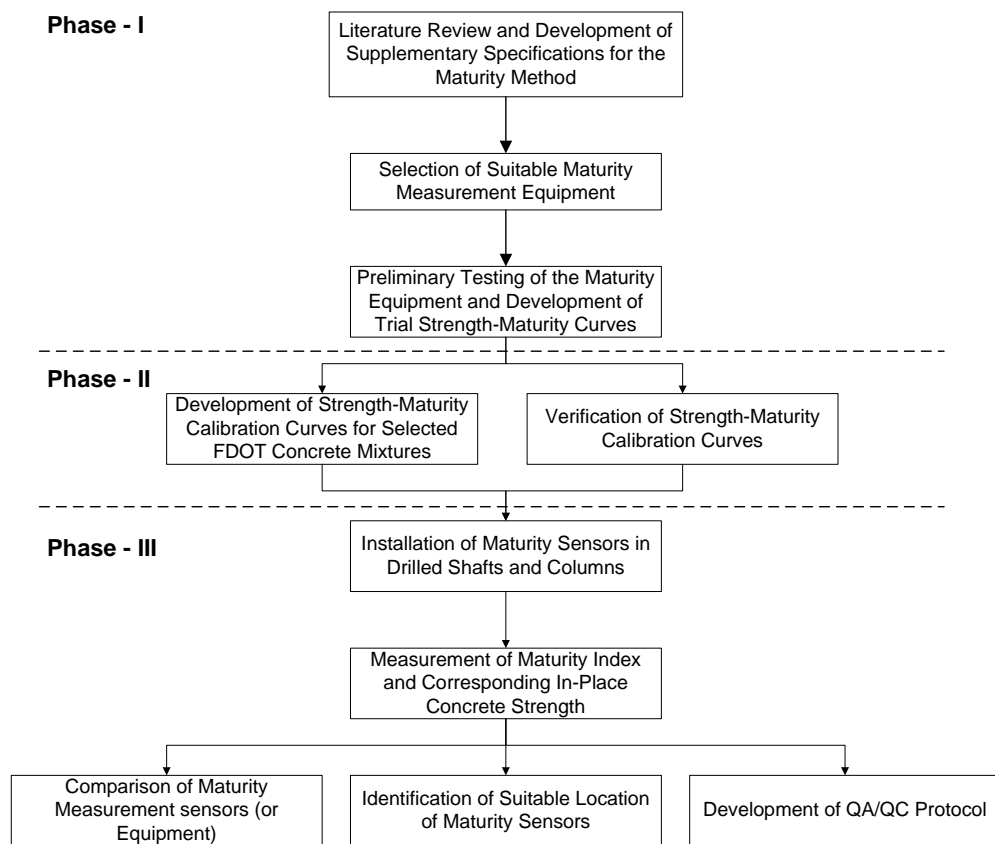 Phase - I
Literature Review and Development of
Supplementary Specifications for the
Maturity Method
Selection of Suitable Maturity
Measurement Equipment
Preliminary Testing of the Maturity
Equipment and Development of
Trial Strength-Maturity Curves
Phase - II
Development of Strength-Maturity
Calibration Curves for Selected
FDOT Concrete Mixtures
Verification of Strength-Maturity
Calibration Curves
Phase - III
Installation of Maturity Sensors in
Drilled Shafts and Columns
Measurement of Maturity Index
and Corresponding In-Place
Concrete Strength
Comparison of Maturity
Measurement sensors (or
Equipment)
Identification of Suitable Location
of Maturity Sensors
Development of QA/QC Protocol